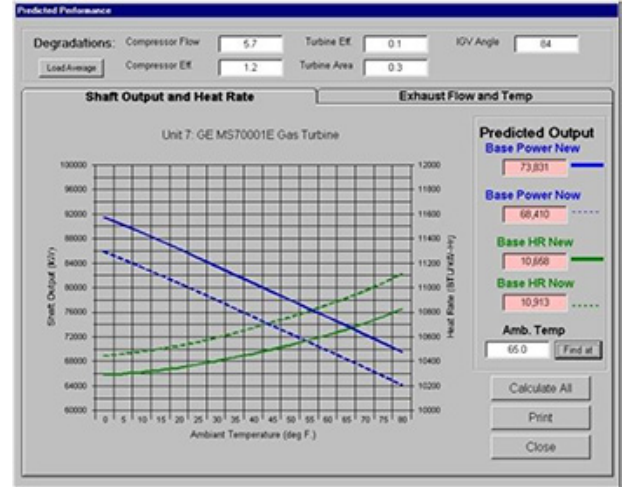 Predicted Performance
Degradations: Compressor Flow 5.7 Turbine Eff. 0.1 IGV Angle 84
Load Average Compressor Eff. 1.2 Turbine Area 0.3
Shaft Output and Heat Rate Exhaust Flow and Temp
Unit 7: GE MS70001E Gas Turbine
Predicted Output
Base Power New
73,831
Base Power Now
68,410
Base HR New
10,658
Base HR Now
10,913
Amb. Temp
65.0 Find at
Calculate All
Print
Close
100000 12000
96000 11800
92000 11600
88000 11400
84000 11200
80000 11000
76000 10800
72000 10600
68000 10400
64000 10200
60000 10000
Shaft Output (KW)
Heat Rate (BTU/kW-Hr)
0 5 10 15 20 25 30 35 40 45 50 55 60 65 70 75 80
Ambiant Temperature (deg F.)